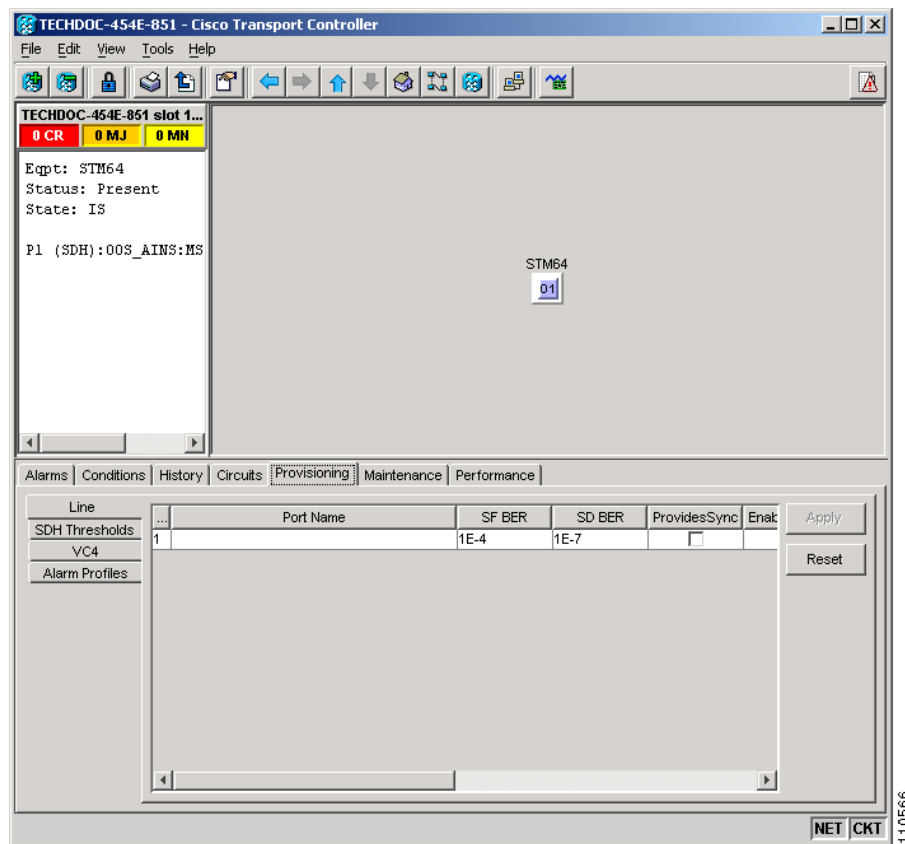 TECHDOC-454E-851 - Cisco Transport Controller
File Edit View Tools Help
TECHDOC-454E-851 slot 1...
0 CR 0 MJ 0 MN
Eqpt: STM64
Status: Present
State: IS
P1 (SDH):OOS_AINS:MS
STM64
01
Alarms Conditions History Circuits Provisioning Maintenance Performance
Line
SDH Thresholds
VC4
Alarm Profiles
... Port Name SF BER SD BER ProvidesSync Enab
1 1E-4 1E-7
Apply
Reset
NET CKT
110566